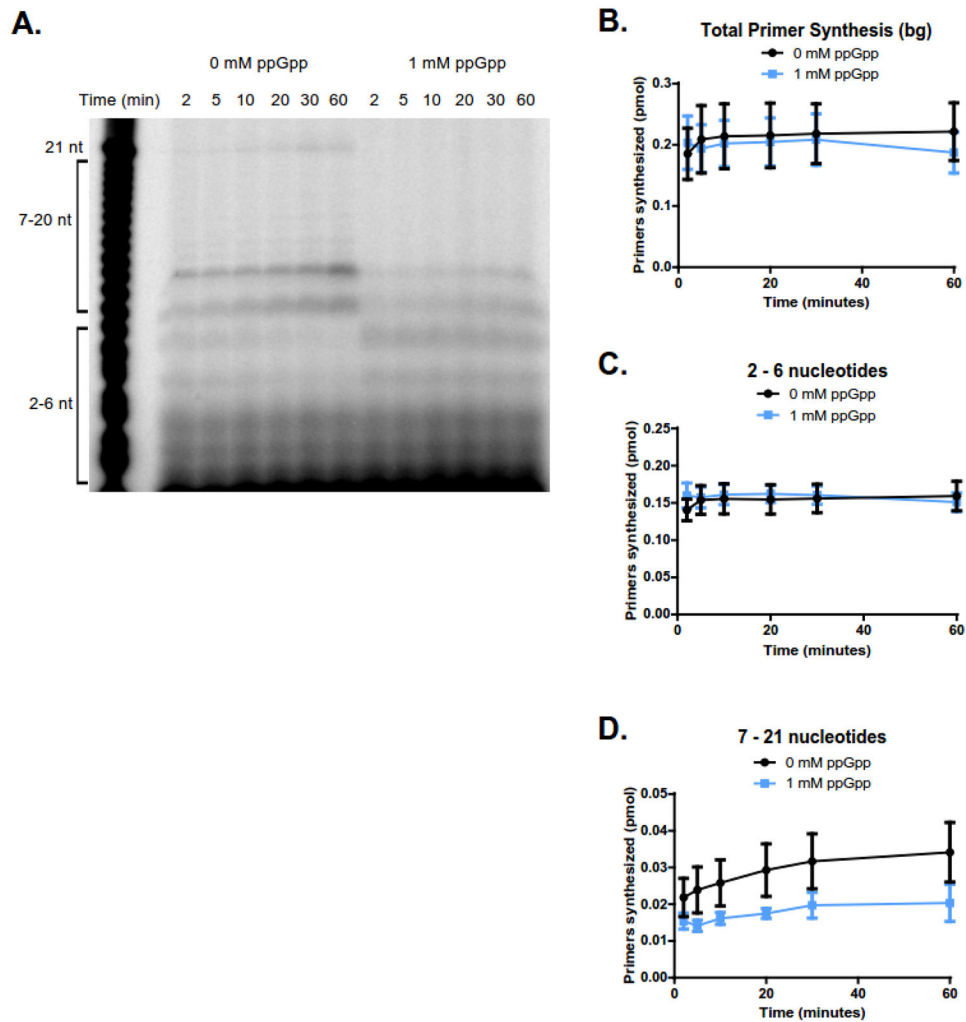 A.
0 mM ppGpp 1 mM ppGpp
Time (min) 2 5 10 20 30 60 2 5 10 20 30 60
21 nt
7-20 nt
2-6 nt
B.
Total Primer Synthesis (bg)
0 mM ppGpp
1 mM ppGpp
Primers synthesized (pmol)
0.3
0.2
0.1
0.0
0 20 40 60
Time (minutes)
C.
2 - 6 nucleotides
0 mM ppGpp
1 mM ppGpp
Primers synthesized (pmol)
0.25
0.20
0.15
0.10
0.05
0.00
0 20 40 60
Time (minutes)
D.
7 - 21 nucleotides
0 mM ppGpp
1 mM ppGpp
Primers synthesized (pmol)
0.05
0.04
0.03
0.02
0.01
0.00
0 20 40 60
Time (minutes)